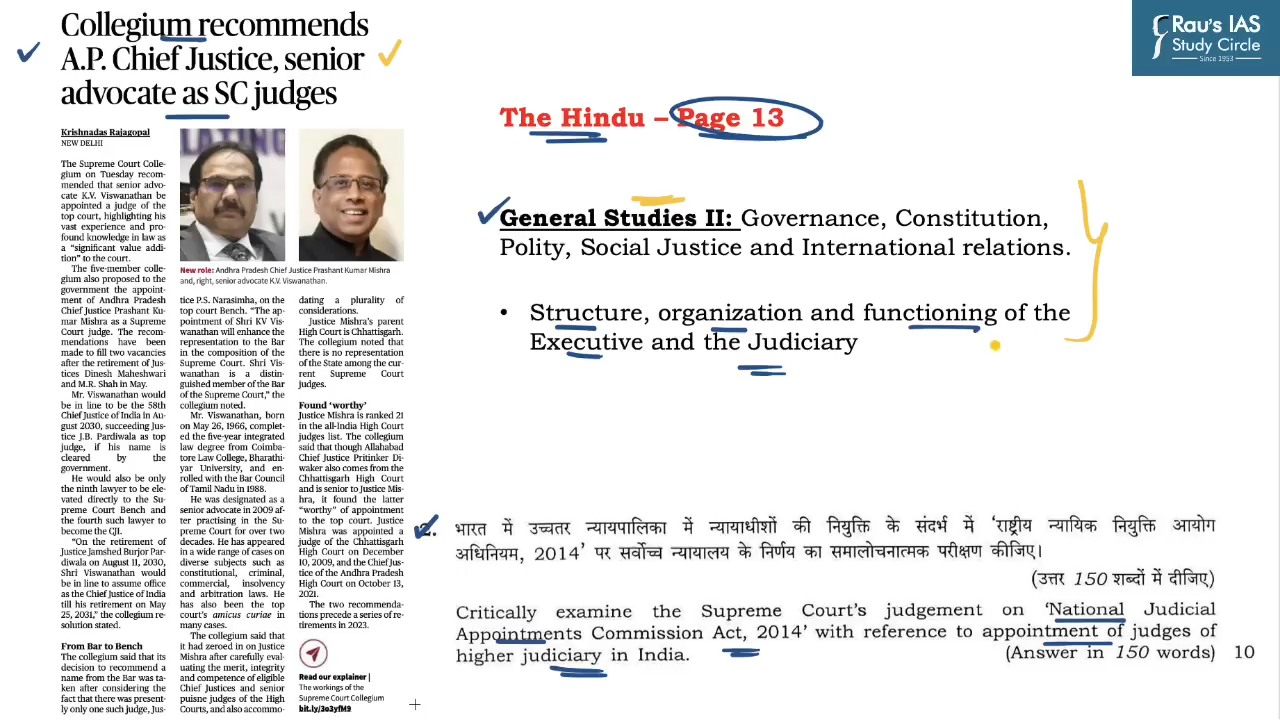 Collegium recommends
A.P. Chief Justice, senior
advocate as SC judges
Krishnadas Rajagopal
NEW DELHI
The Supreme Court Colle-
gium on Tuesday recom-
mended that senior advo-
cate K.V. Viswanathan be
appointed a judge of the
top court, highlighting his
vast experience and pro-
found knowledge in law as
a “significant value addi-
tion” to the court.
The five-member colle-
gium also proposed to the
government the appoint-
ment of Andhra Pradesh
Chief Justice Prashant Ku-
mar Mishra as a Supreme
Court judge. The recom-
mendations have been
made to fill two vacancies
after the retirement of Jus-
tices Dinesh Maheshwari
and M.R. Shah in May.
Mr. Viswanathan would
be in line to be the 58th
Chief Justice of India in Au-
gust 2030, succeeding Jus-
tice J.B. Pardiwala as top
judge, if his name is
cleared by the
government.
He would also be only
the ninth lawyer to be ele-
vated directly to the Su-
preme Court Bench and
the fourth such lawyer to
become the CJI.
“On the retirement of
Justice Jamshed Burjor Par-
diwala on August 11, 2030,
Shri Viswanathan would
be in line to assume office
as the Chief Justice of India
till his retirement on May
25, 2031,” the collegium re-
solution stated.
From Bar to Bench
The collegium said that its
decision to recommend a
name from the Bar was ta-
ken after considering the
fact that there was present-
ly only one such judge, Jus-
New role: Andhra Pradesh Chief Justice Prashant Kumar Mishra
and, right, senior advocate K.V. Viswanathan.
tice P.S. Narasimha, on the
top court Bench. “The ap-
pointment of Shri KV Vis-
wanathan will enhance the
representation to the Bar
in the composition of the
Supreme Court. Shri Vis-
wanathan is a distin-
guished member of the Bar
of the Supreme Court,” the
collegium noted.
Mr. Viswanathan, born
on May 26, 1966, complet-
ed the five-year integrated
law degree from Coimba-
tore Law College, Bharathi-
yar University, and en-
rolled with the Bar Council
of Tamil Nadu in 1988.
He was designated as a
senior advocate in 2009 af-
ter practising in the Su-
preme Court for over two
decades. He has appeared
in a wide range of cases on
diverse subjects such as
constitutional, criminal,
commercial, insolvency
and arbitration laws. He
has also been the top
court's amicus curiae in
many cases.
The collegium said that
it had zeroed in on Justice
Mishra after carefully eval-
uating the merit, integrity
and competence of eligible
Chief Justices and senior
puisne judges of the High
Courts, and also accommo-
dating a plurality of
considerations.
Justice Mishra's parent
High Court is Chhattisgarh.
The collegium noted that
there is no representation
of the State among the cur-
rent Supreme Court
judges.
Found ‘worthy’
Justice Mishra is ranked 21
in the all-India High Court
judges list. The collegium
said that though Allahabad
Chief Justice Pritinker Di-
waker also comes from the
Chhattisgarh High Court
and is senior to Justice Mis-
hra, it found the latter
“worthy” of appointment
to the top court. Justice
Mishra was appointed a
judge of the Chhattisgarh
High Court on December
10, 2009, and the Chief Jus-
tice of the Andhra Pradesh
High Court on October 13,
2021.
The two recommenda-
tions precede a series of re-
tirements in 2023.
Read our explainer |
The workings of the
Supreme Court Collegium
bit.ly/3o3yfM9
Rau's IAS
Study Circle
Since 1953
The Hindu – Page 13
General Studies II: Governance, Constitution,
Polity, Social Justice and International relations.
• Structure, organization and functioning of the
Executive and the Judiciary
2. भारत में उच्चतर न्यायपालिका में न्यायाधीशों की नियुक्ति के संदर्भ में ‘राष्ट्रीय न्यायिक नियुक्ति आयोग
अधिनियम, 2014’ पर सर्वोच्च न्यायालय के निर्णय का समालोचनात्मक परीक्षण कीजिए।
(उत्तर 150 शब्दों में दीजिए)
Critically examine the Supreme Court's judgement on ‘National Judicial
Appointments Commission Act, 2014’ with reference to appointment of judges of
higher judiciary in India. (Answer in 150 words) 10